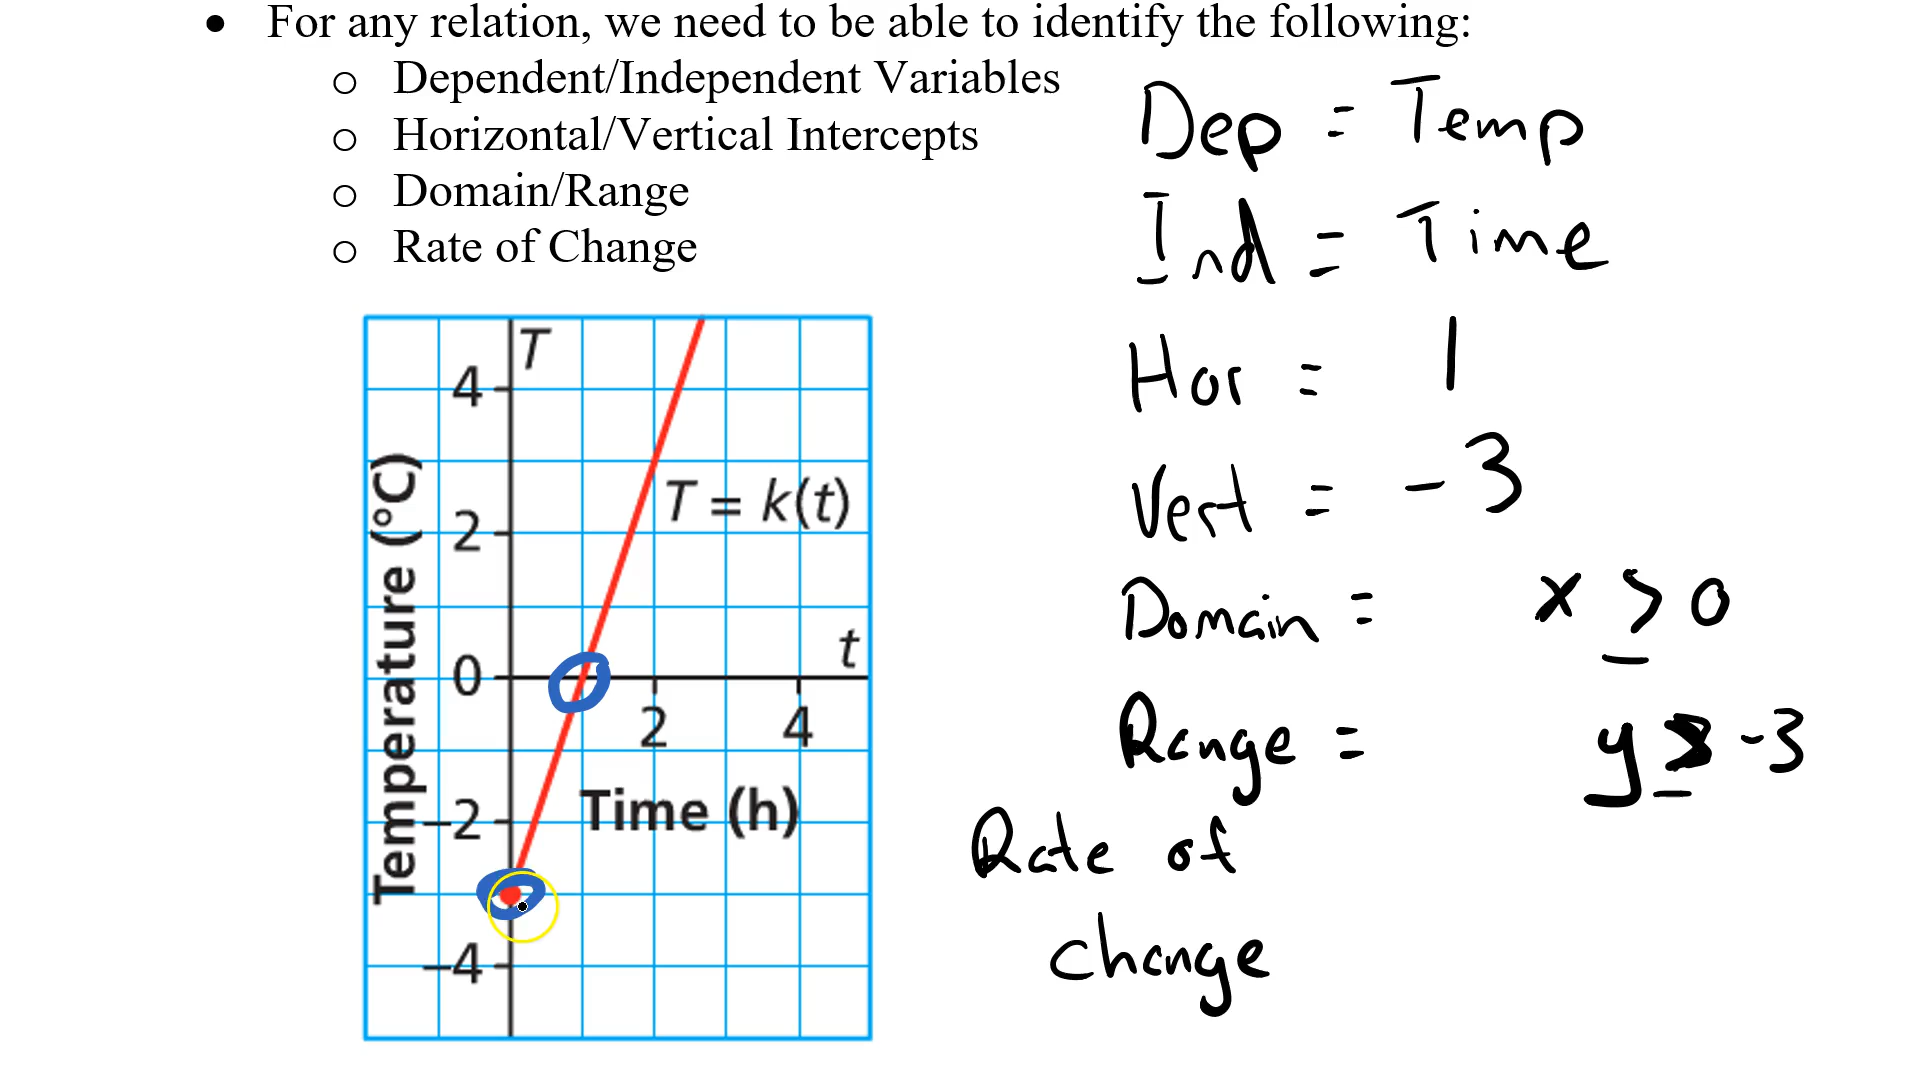 • For any relation, we need to be able to identify the following:
o Dependent/Independent Variables
o Horizontal/Vertical Intercepts
o Domain/Range
o Rate of Change
Dep = Temp
Ind = Time
Hor = 1
Vert = -3
Domain = x ≥ 0
Range = y ≥ -3
Rate of
change
T
4
T = k(t)
2
Temperature (°C)
t
0
2 4
Time (h)
-2
-4